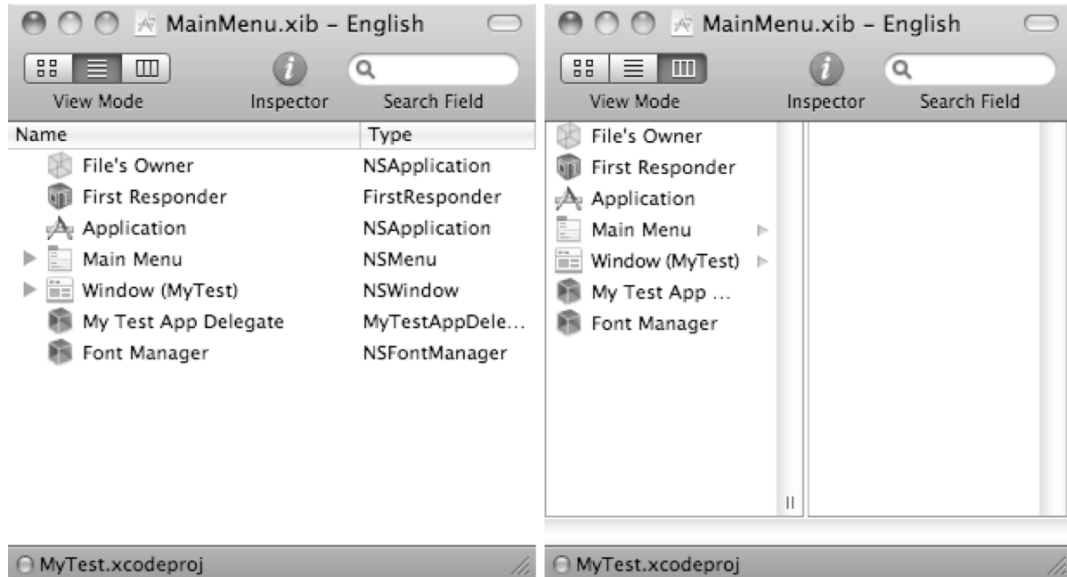 MainMenu.xib – English
View Mode Inspector Search Field
Name Type
File's Owner NSApplication
First Responder FirstResponder
Application NSApplication
Main Menu NSMenu
Window (MyTest) NSWindow
My Test App Delegate MyTestAppDele...
Font Manager NSFontManager
MyTest.xcodeproj
MainMenu.xib – English
View Mode Inspector Search Field
File's Owner
First Responder
Application
Main Menu
Window (MyTest)
My Test App ...
Font Manager
MyTest.xcodeproj